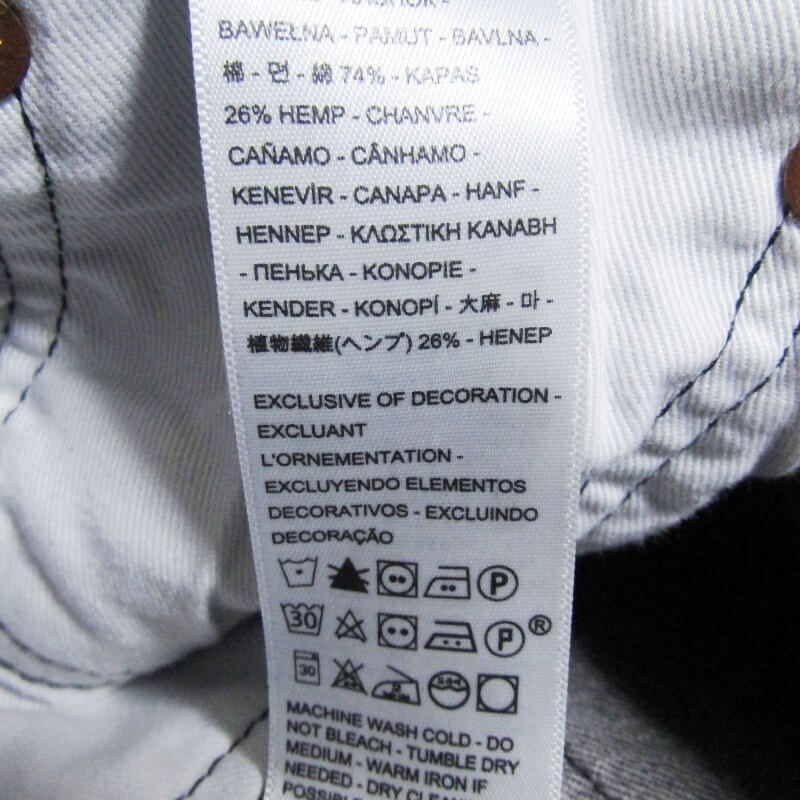 BAWEŁNA - PAMUT - BAVLNA -
棉 - 면 - 綿 74% - KAPAS
26% HEMP - CHANVRE -
CAÑAMO - CÂNHAMO -
KENEVİR - CANAPA - HANF -
HENNEP - ΚΛΩΣΤΙΚΗ ΚΑΝΑΒΗ
- ПЕНЬКА - KONOPIE -
KENDER - KONOPÍ - 大麻 - 마 -
植物繊維(ヘンプ) 26% - HENEP
EXCLUSIVE OF DECORATION -
EXCLUANT
L'ORNEMENTATION -
EXCLUYENDO ELEMENTOS
DECORATIVOS - EXCLUINDO
DECORAÇÃO
P
30 P ®
30
MACHINE WASH COLD - DO
NOT BLEACH - TUMBLE DRY
MEDIUM - WARM IRON IF
NEEDED - DRY CLEAN
POSSIBLE